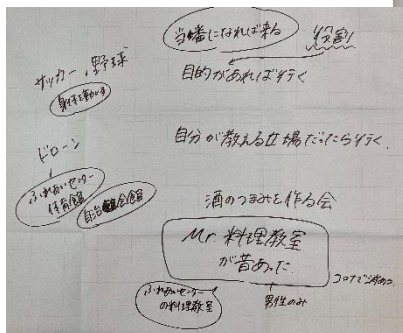 当番になれば来る
役割
目的があれば行く
サッカー、野球
身体を動かす
自分が教える立場だったら行く
ドローン
ふれあいセンター
体育館
自治会館
酒のつまみを作る会
Mr.料理教室
が昔あった
コロナで
男性のみ
ふれあいセンター
の料理教室